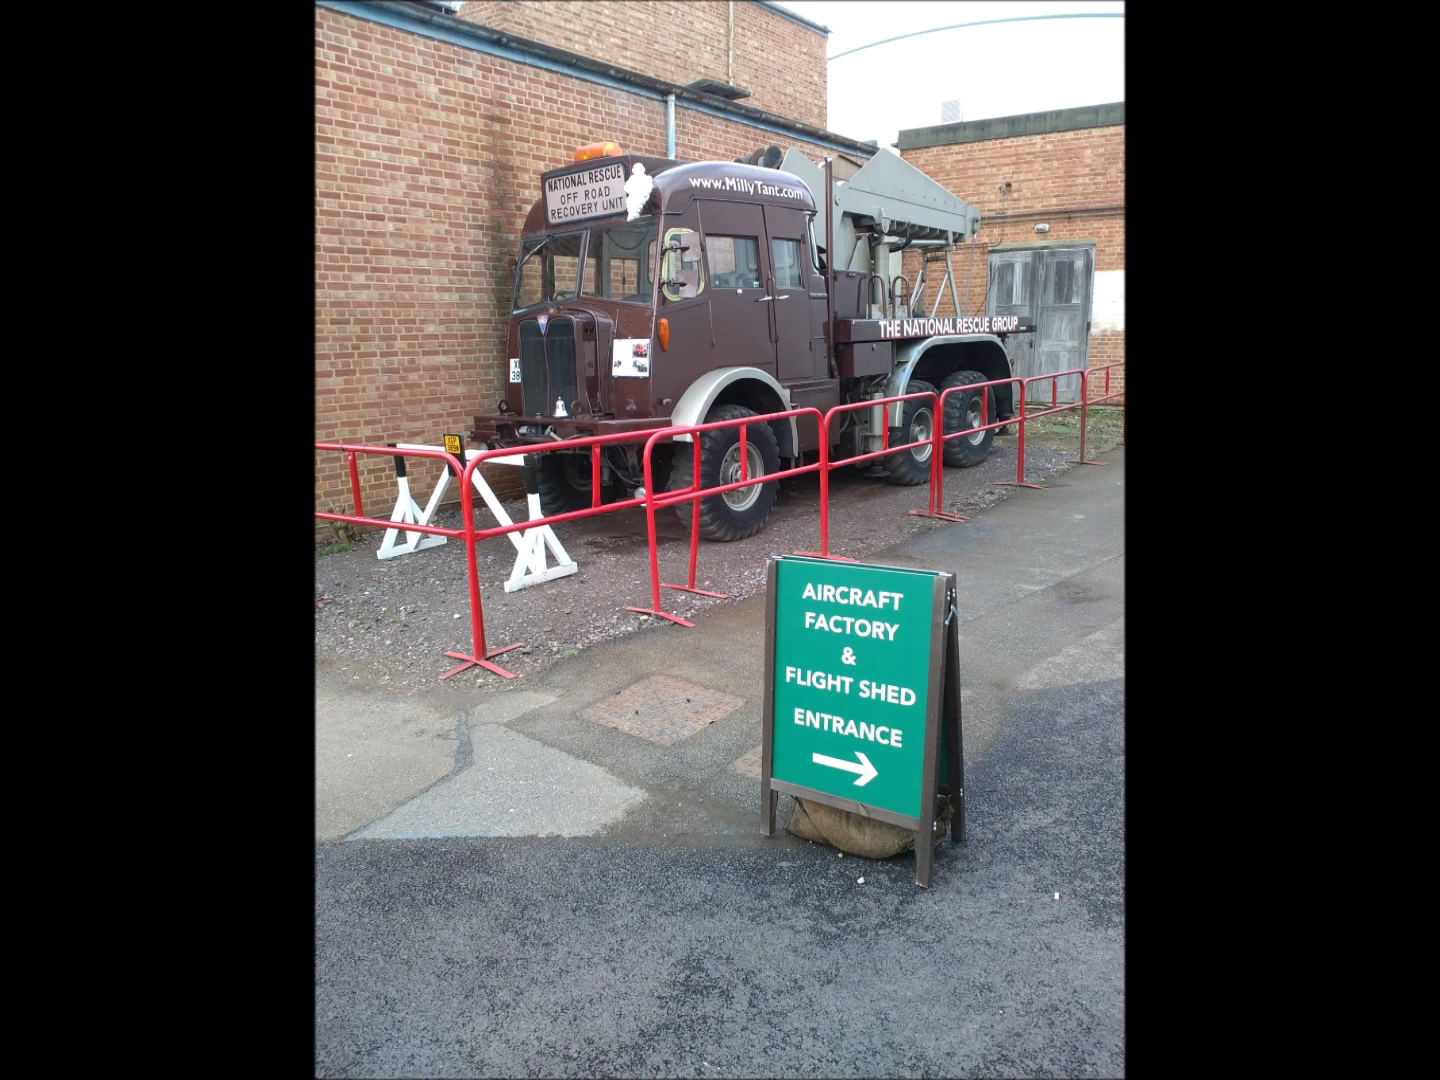 NATIONAL RESCUE
OFF ROAD
RECOVERY UNIT
www.MillyTant.com
THE NATIONAL RESCUE GROUP
AIRCRAFT
FACTORY
&
FLIGHT SHED
ENTRANCE